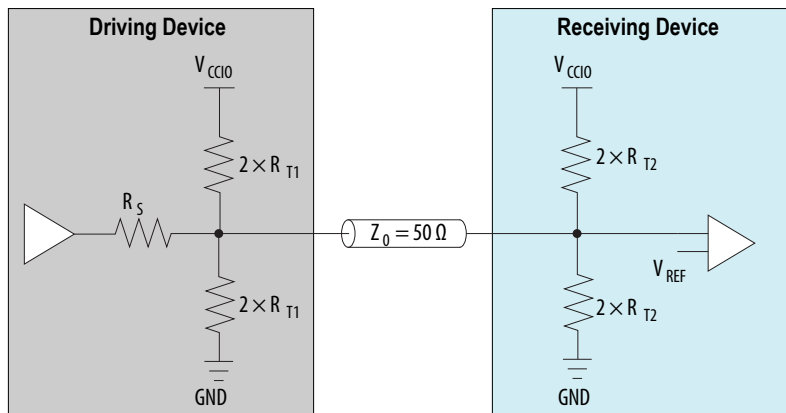 Driving Device
V CCIO
2 × R T1
R S
2 × R T1
GND
Z 0 = 50 Ω
Receiving Device
V CCIO
2 × R T2
V REF
2 × R T2
GND